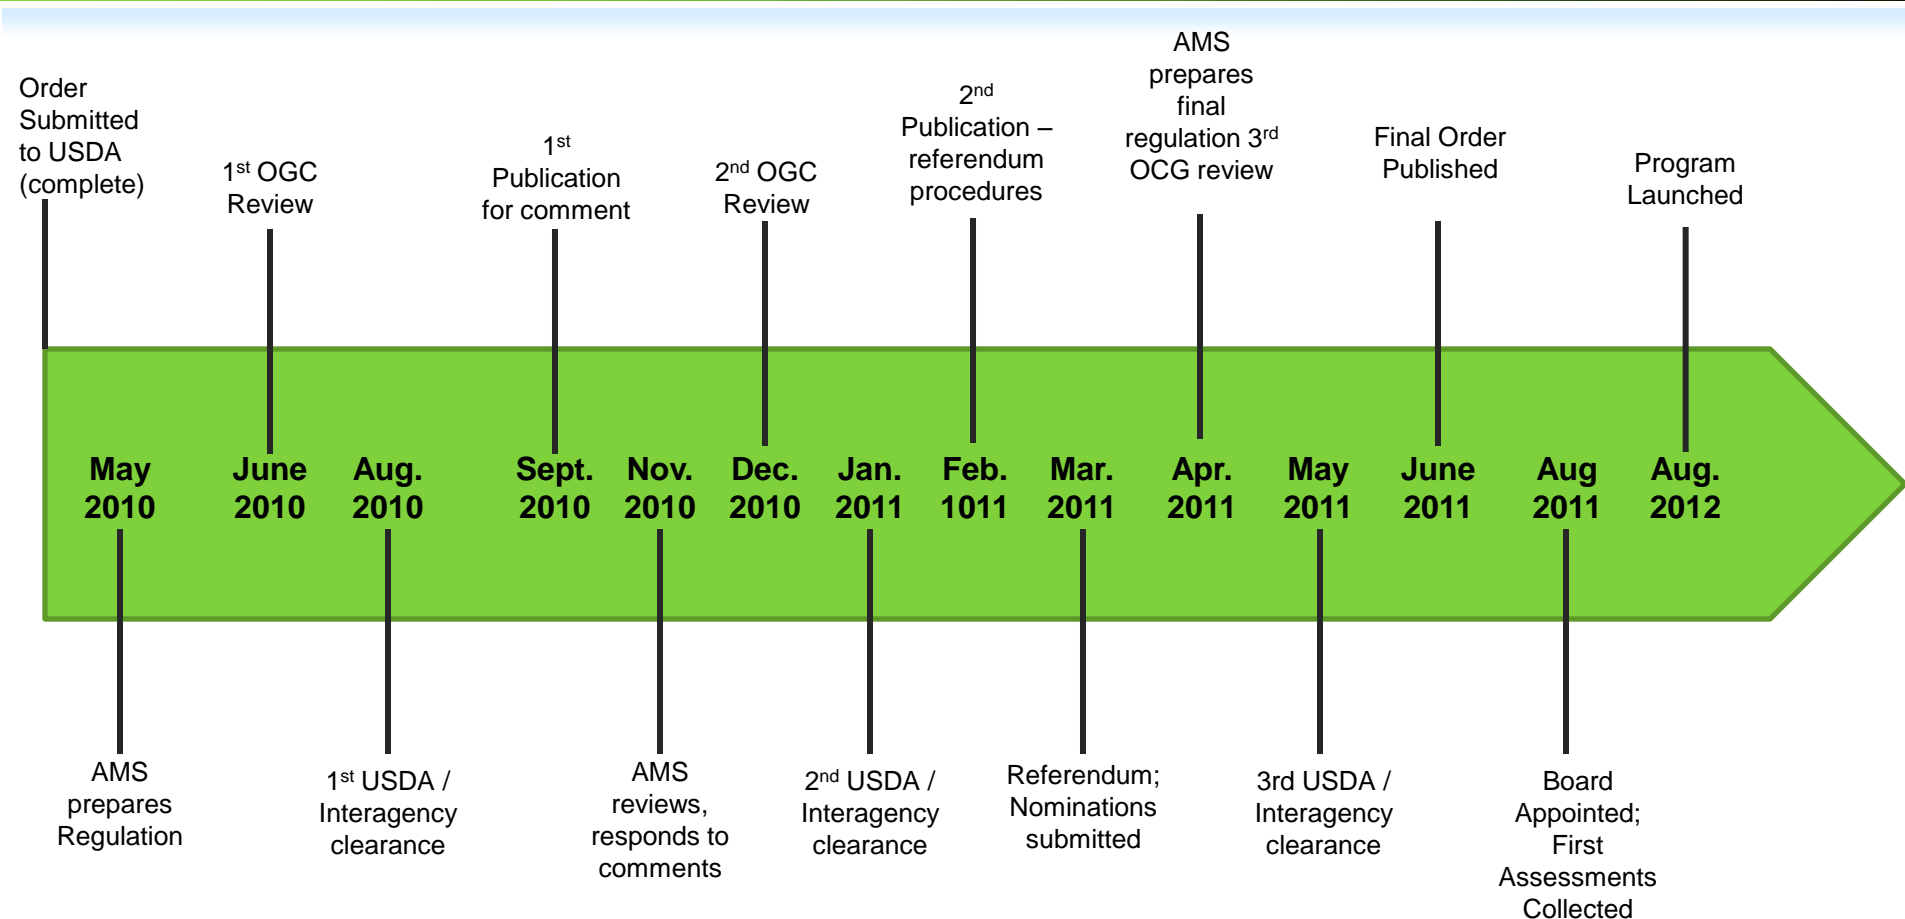 Order
Submitted
to USDA
(complete)
1st OGC
Review
1st
Publication
for comment
2nd OGC
Review
2nd
Publication –
referendum
procedures
AMS
prepares
final
regulation 3rd
OCG review
Final Order
Published
Program
Launched
May
2010
June
2010
Aug.
2010
Sept.
2010
Nov.
2010
Dec.
2010
Jan.
2011
Feb.
1011
Mar.
2011
Apr.
2011
May
2011
June
2011
Aug
2011
Aug.
2012
AMS
prepares
Regulation
1st USDA /
Interagency
clearance
AMS
reviews,
responds to
comments
2nd USDA /
Interagency
clearance
Referendum;
Nominations
submitted
3rd USDA /
Interagency
clearance
Board
Appointed;
First
Assessments
Collected